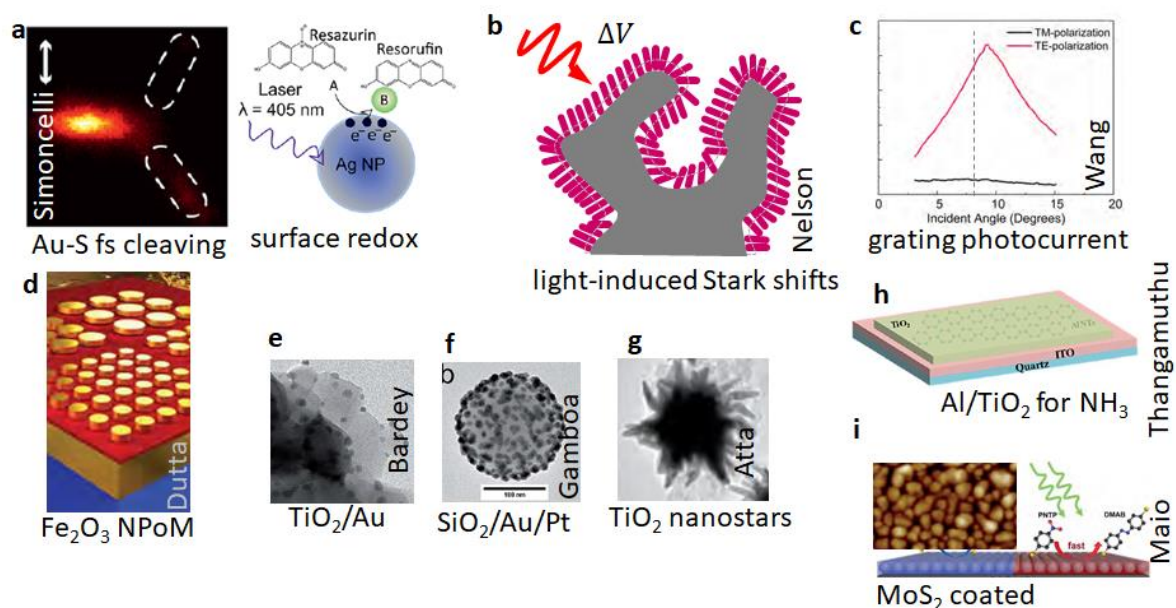 a
Simoncelli
Au-S fs cleaving
Resazurin
Resorufin
Laser
λ = 405 nm
A
B
e⁻ e⁻ e⁻
Ag NP
surface redox
b
ΔV
Nelson
light-induced Stark shifts
c
TM-polarization
TE-polarization
0 5 10 15 20
Incident Angle (Degrees)
Wang
grating photocurrent
d
Dutta
Fe₂O₃ NPoM
e
Bardey
TiO₂/Au
f
b
100 nm
Gamboa
SiO₂/Au/Pt
g
Atta
TiO₂ nanostars
h
TiO₂
Al NTs
ITO
Quartz
Al/TiO₂ for NH₃
Thangamuthu
i
PNTP
DMAB
fast
Maio
MoS₂ coated